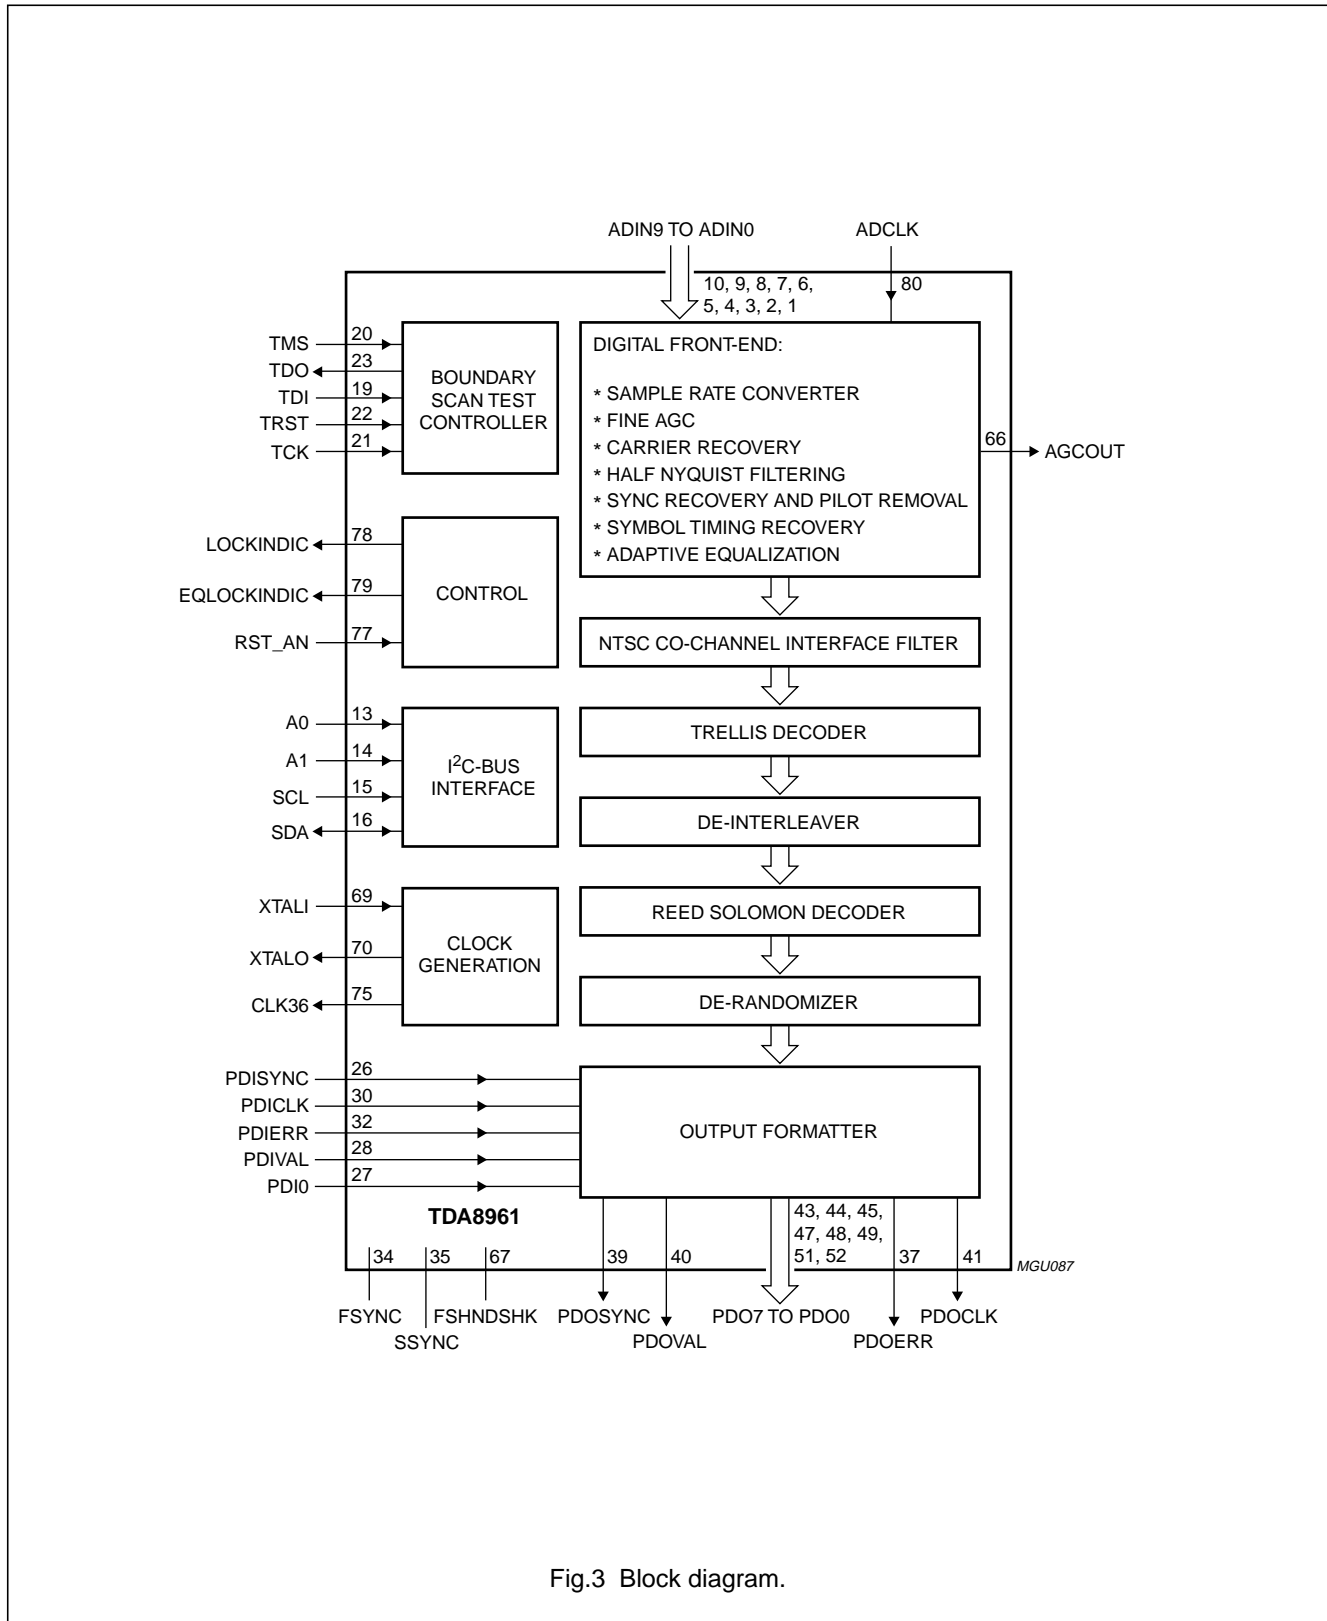 ADIN9 TO ADIN0
ADCLK
10, 9, 8, 7, 6,
5, 4, 3, 2, 1
80
TMS
20
TDO
23
TDI
19
TRST
22
TCK
21
BOUNDARY
SCAN TEST
CONTROLLER
DIGITAL FRONT-END:
* SAMPLE RATE CONVERTER
* FINE AGC
* CARRIER RECOVERY
* HALF NYQUIST FILTERING
* SYNC RECOVERY AND PILOT REMOVAL
* SYMBOL TIMING RECOVERY
* ADAPTIVE EQUALIZATION
66
AGCOUT
LOCKINDIC
78
EQLOCKINDIC
79
RST_AN
77
CONTROL
NTSC CO-CHANNEL INTERFACE FILTER
A0
13
A1
14
SCL
15
SDA
16
I²C-BUS
INTERFACE
TRELLIS DECODER
DE-INTERLEAVER
XTALI
69
XTALO
70
CLK36
75
CLOCK
GENERATION
REED SOLOMON DECODER
DE-RANDOMIZER
PDISYNC
26
PDICLK
30
PDIERR
32
PDIVAL
28
PDI0
27
OUTPUT FORMATTER
TDA8961
34
35
67
39
40
43, 44, 45,
47, 48, 49,
51, 52
37
41
MGU087
FSYNC
SSYNC
FSHNDSHK
PDOSYNC
PDOVAL
PDO7 TO PDO0
PDOERR
PDOCLK
Fig.3 Block diagram.